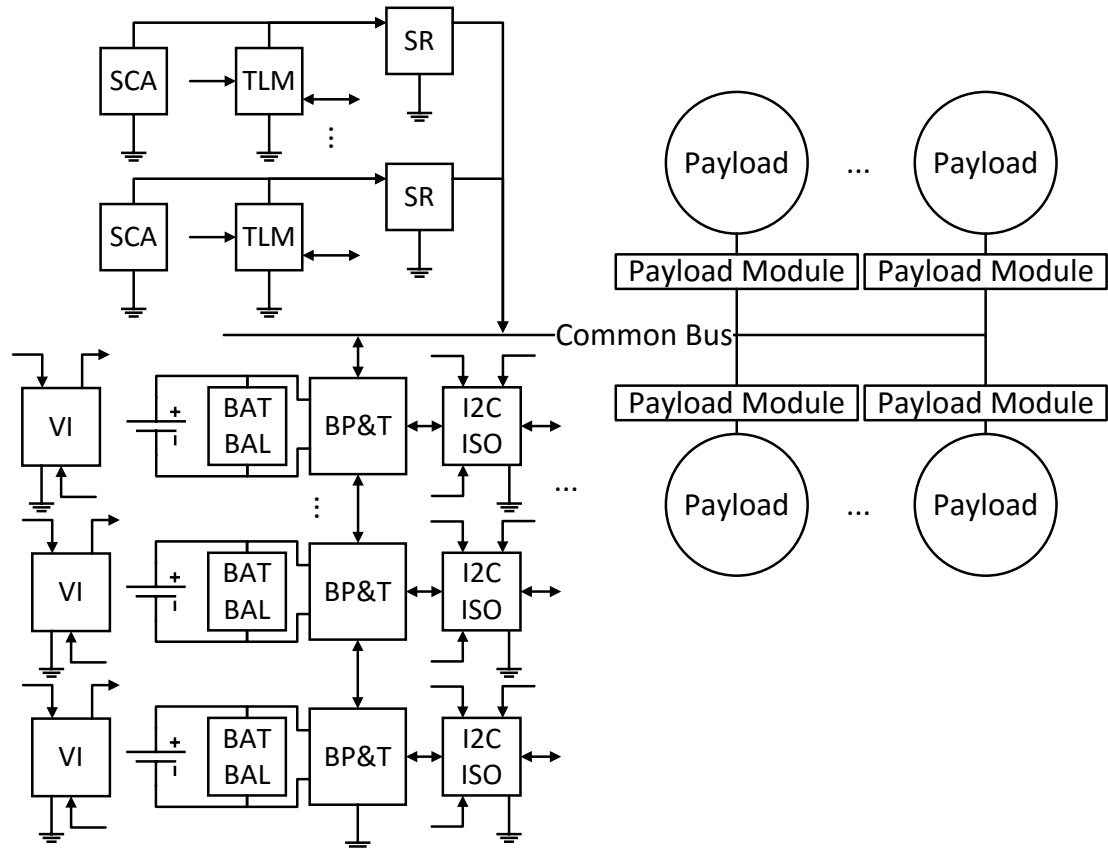 SCA
TLM
SR
...
SCA
TLM
SR
Payload
...
Payload
Payload Module
Payload Module
Common Bus
Payload Module
Payload Module
Payload
...
Payload
VI
+
-
BAT
BAL
BP&T
I2C
ISO
...
...
VI
+
-
BAT
BAL
BP&T
I2C
ISO
VI
+
-
BAT
BAL
BP&T
I2C
ISO